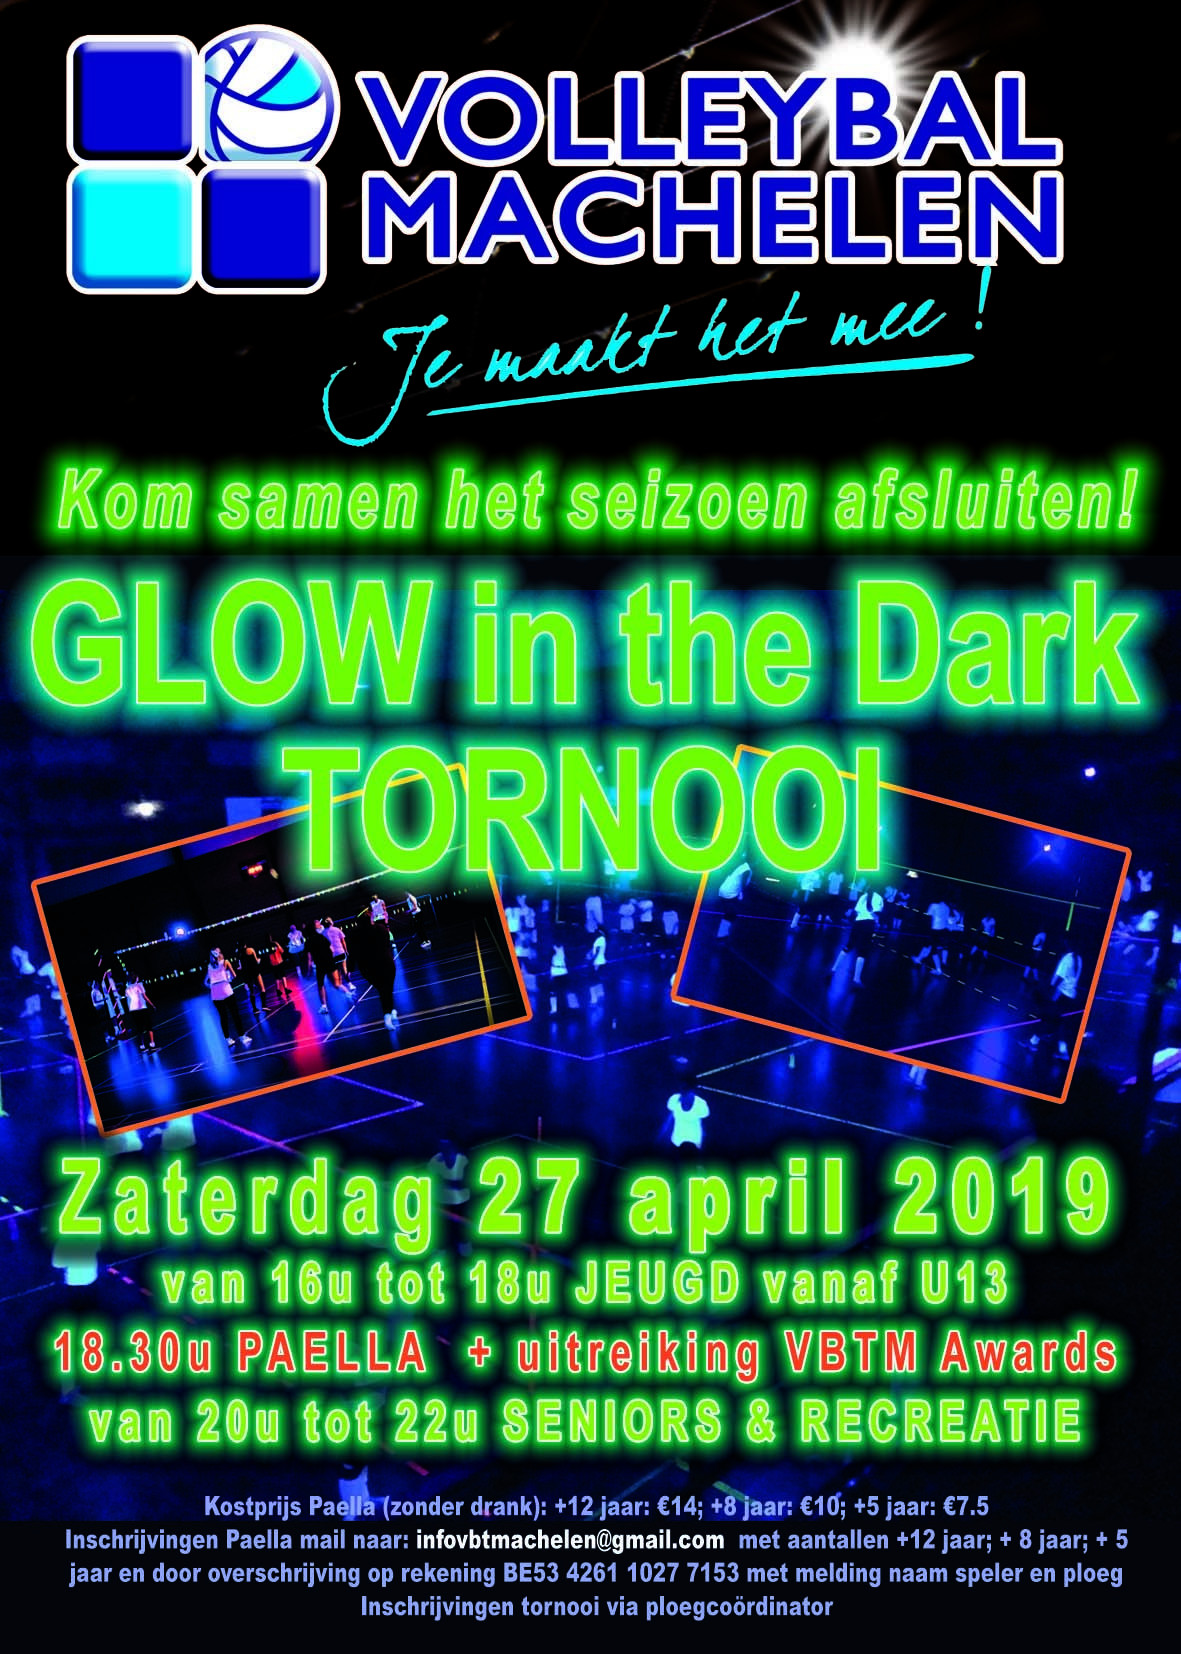 VOLLEYBAL
MACHELEN
Je maakt het mee!
Kom samen het seizoen afsluiten!
GLOW in the Dark
TORNOOI
Zaterdag 27 april 2019
van 16u tot 18u JEUGD vanaf U13
18.30u PAELLA + uitreiking VBTM Awards
van 20u tot 22u SENIORS & RECREATIE
Kostprijs Paella (zonder drank): +12 jaar: €14; +8 jaar: €10; +5 jaar: €7.5
Inschrijvingen Paella mail naar: infovbtmachelen@gmail.com met aantallen +12 jaar; + 8 jaar; + 5
jaar en door overschrijving op rekening BE53 4261 1027 7153 met melding naam speler en ploeg
Inschrijvingen tornooi via ploegcoördinator